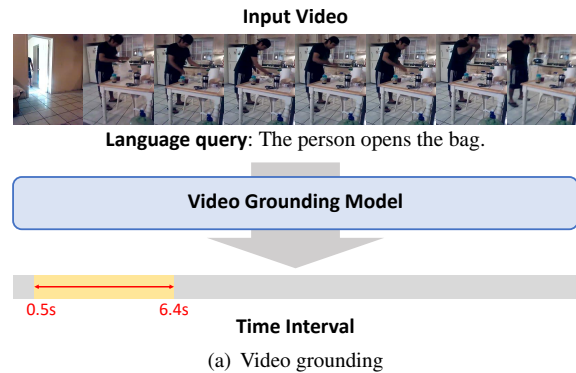 Input Video
Language query: The person opens the bag.
Video Grounding Model
0.5s 6.4s
Time Interval
(a) Video grounding